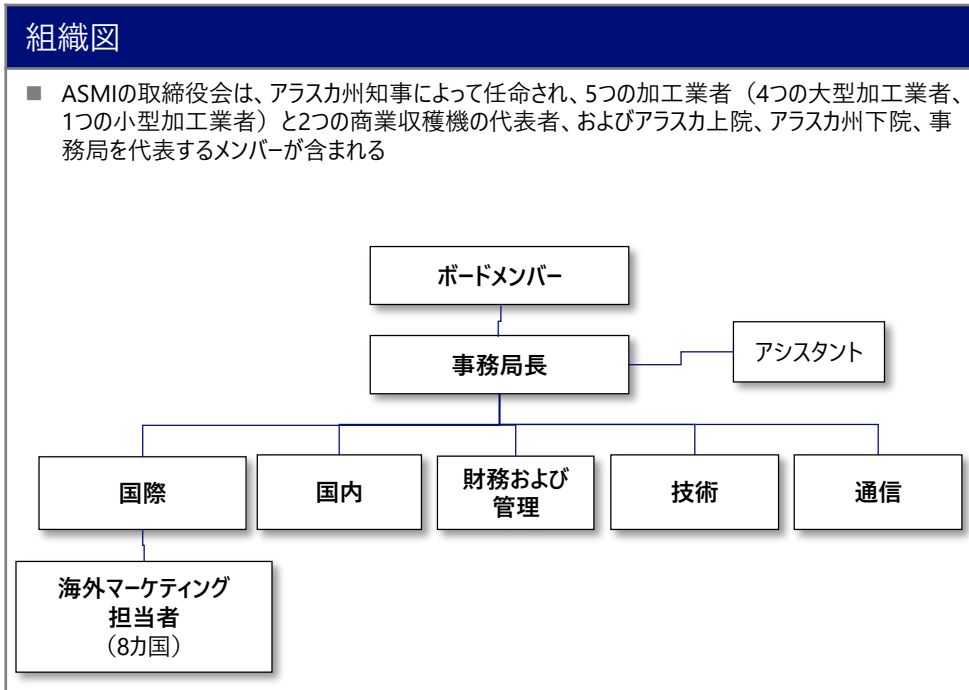 組織図
■ ASMIの取締役会は、アラスカ州知事によって任命され、5つの加工業者（4つの大型加工業者、
1つの小型加工業者）と2つの商業収穫機の代表者、およびアラスカ上院、アラスカ州下院、事
務局を代表するメンバーが含まれる
ボードメンバー
事務局長
アシスタント
国際
国内
財務および
管理
技術
通信
海外マーケティング
担当者
（8カ国）